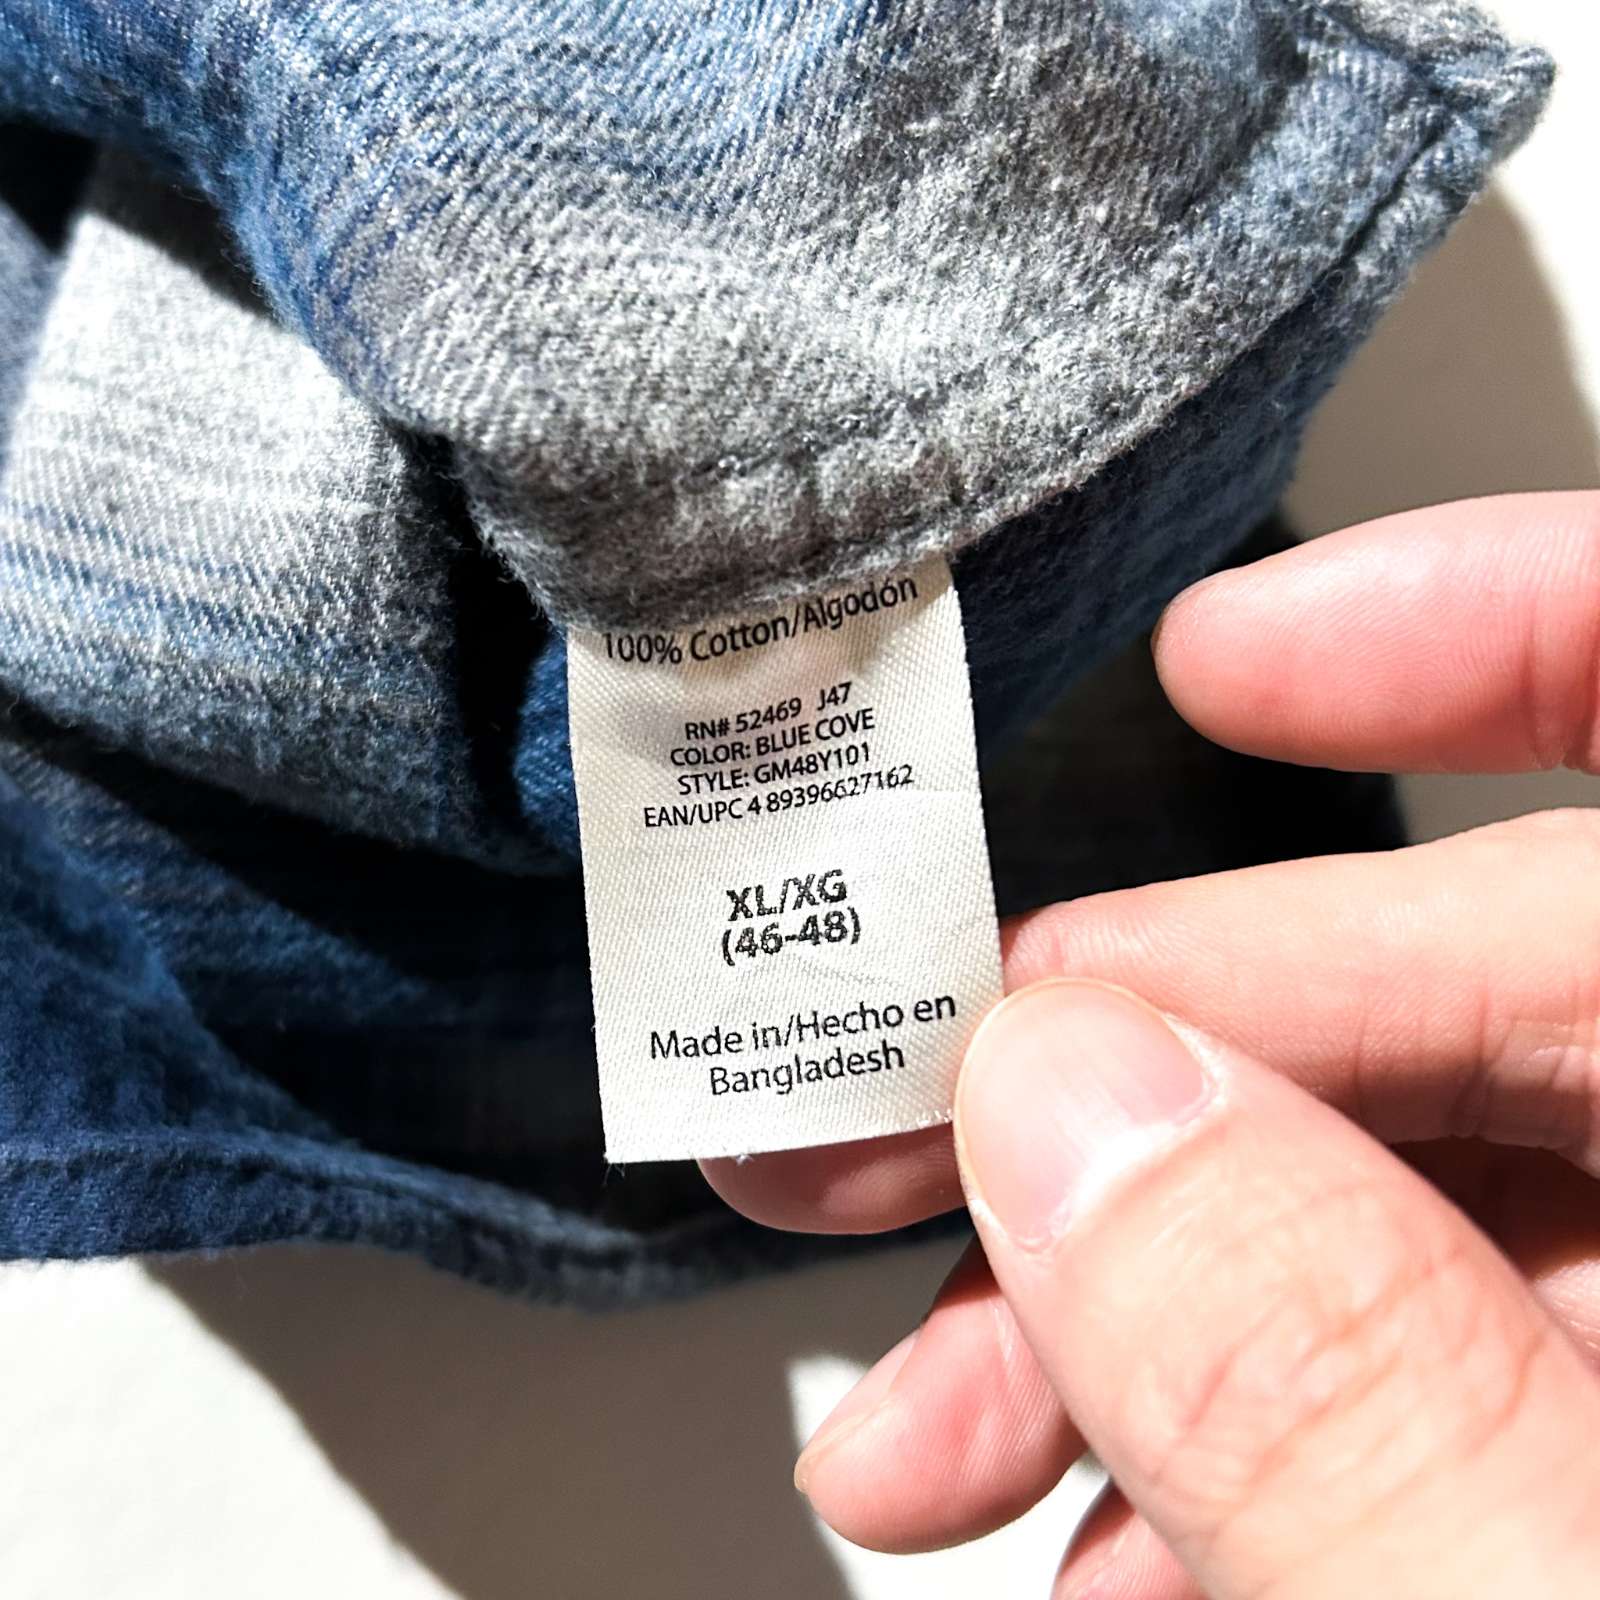 100% Cotton/Algodón
RN# 52469 J47
COLOR: BLUE COVE
STYLE: GM48Y101
EAN/UPC 4 89396627162
XL/XG
(46-48)
Made in/Hecho en
Bangladesh